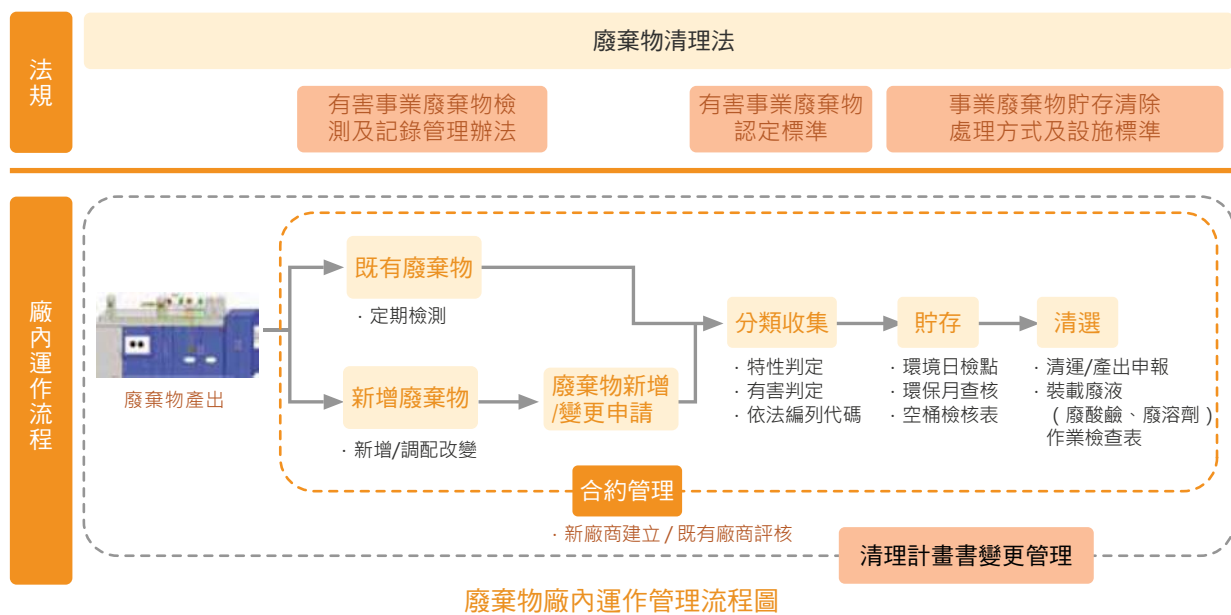 法規
廢棄物清理法
有害事業廢棄物檢
測及記錄管理辦法
有害事業廢棄物
認定標準
事業廢棄物貯存清除
處理方式及設施標準
廠內運作流程
廢棄物產出
既有廢棄物
· 定期檢測
新增廢棄物
· 新增/調配改變
廢棄物新增
/變更申請
分類收集
· 特性判定
· 有害判定
· 依法編列代碼
貯存
· 環境日檢點
· 環保月查核
· 空桶檢核表
清選
· 清運/產出申報
· 裝載廢液
（廢酸鹼、廢溶劑）
作業檢查表
合約管理
· 新廠商建立 / 既有廠商評核
清理計畫書變更管理
廢棄物廠內運作管理流程圖